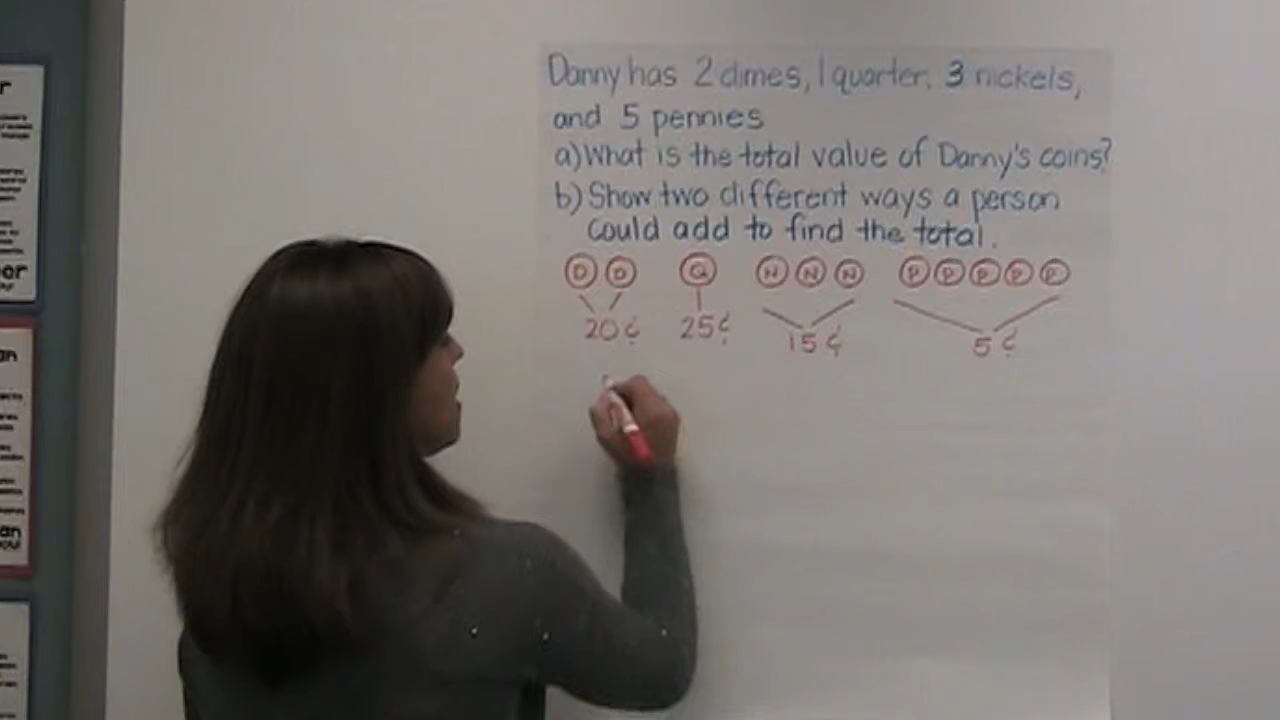 Danny has 2 dimes, 1 quarter, 3 nickels,
and 5 pennies
a) What is the total value of Danny's coins?
b) Show two different ways a person
could add to find the total.
D D Q N N N P P P P P
20¢ 25¢ 15¢ 5¢